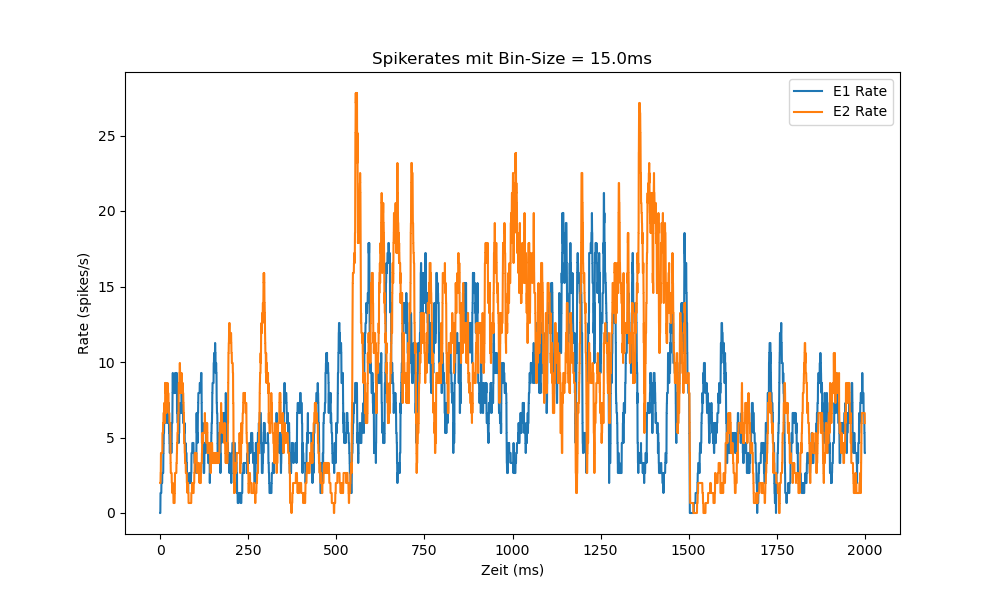 Spikerates mit Bin-Size = 15.0ms
E1 Rate
E2 Rate
Rate (spikes/s)
25
20
15
10
5
0
0 250 500 750 1000 1250 1500 1750 2000
Zeit (ms)